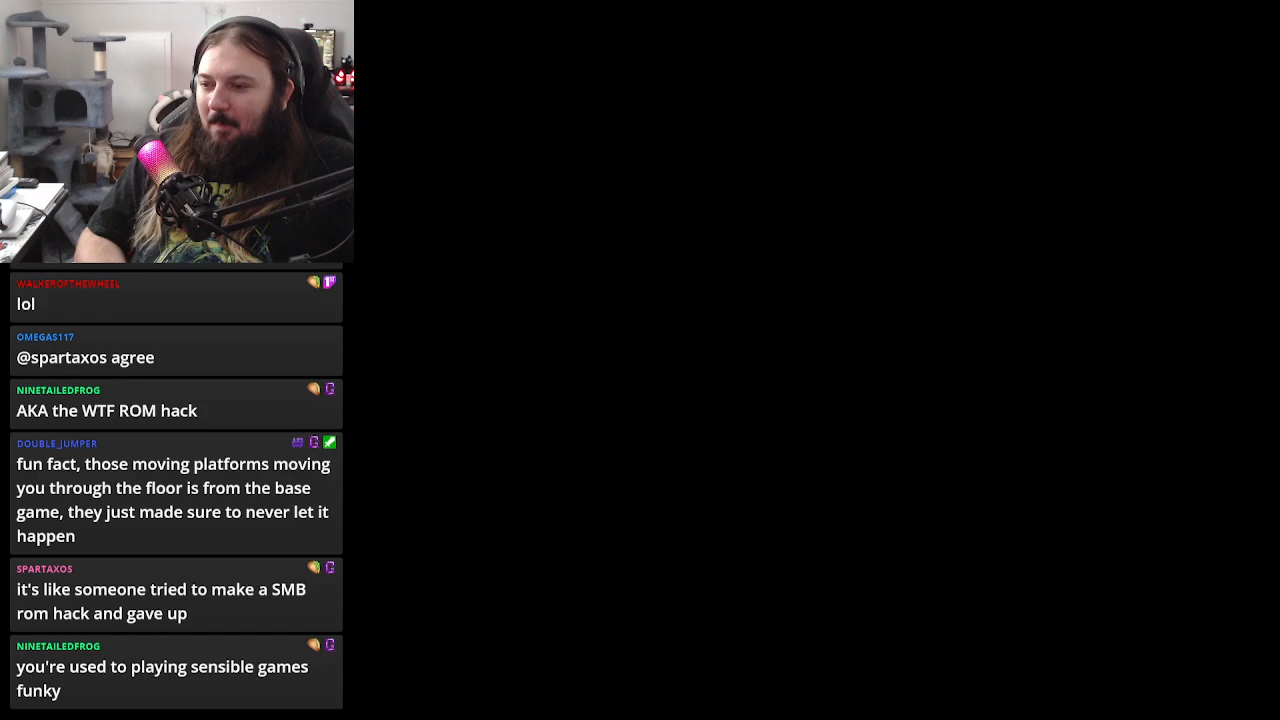 WALKEROFTHEWHEEL
lol
OMEGAS117
@spartaxos agree
NINETAILEDFROG
AKA the WTF ROM hack
DOUBLE_JUMPER
fun fact, those moving platforms moving
you through the floor is from the base
game, they just made sure to never let it
happen
SPARTAXOS
it's like someone tried to make a SMB
rom hack and gave up
NINETAILEDFROG
you're used to playing sensible games
funky